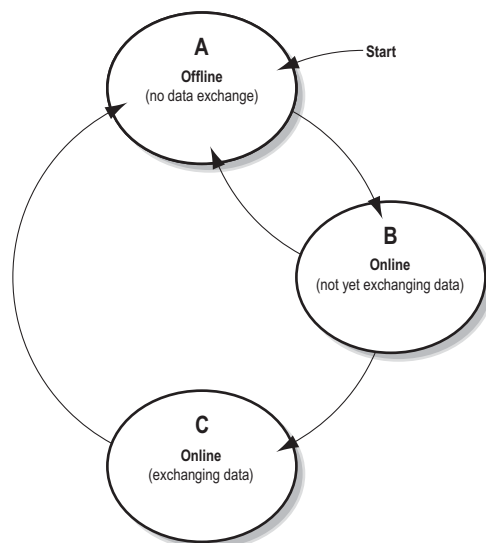 A
Offline
(no data exchange)
Start
B
Online
(not yet exchanging data)
C
Online
(exchanging data)